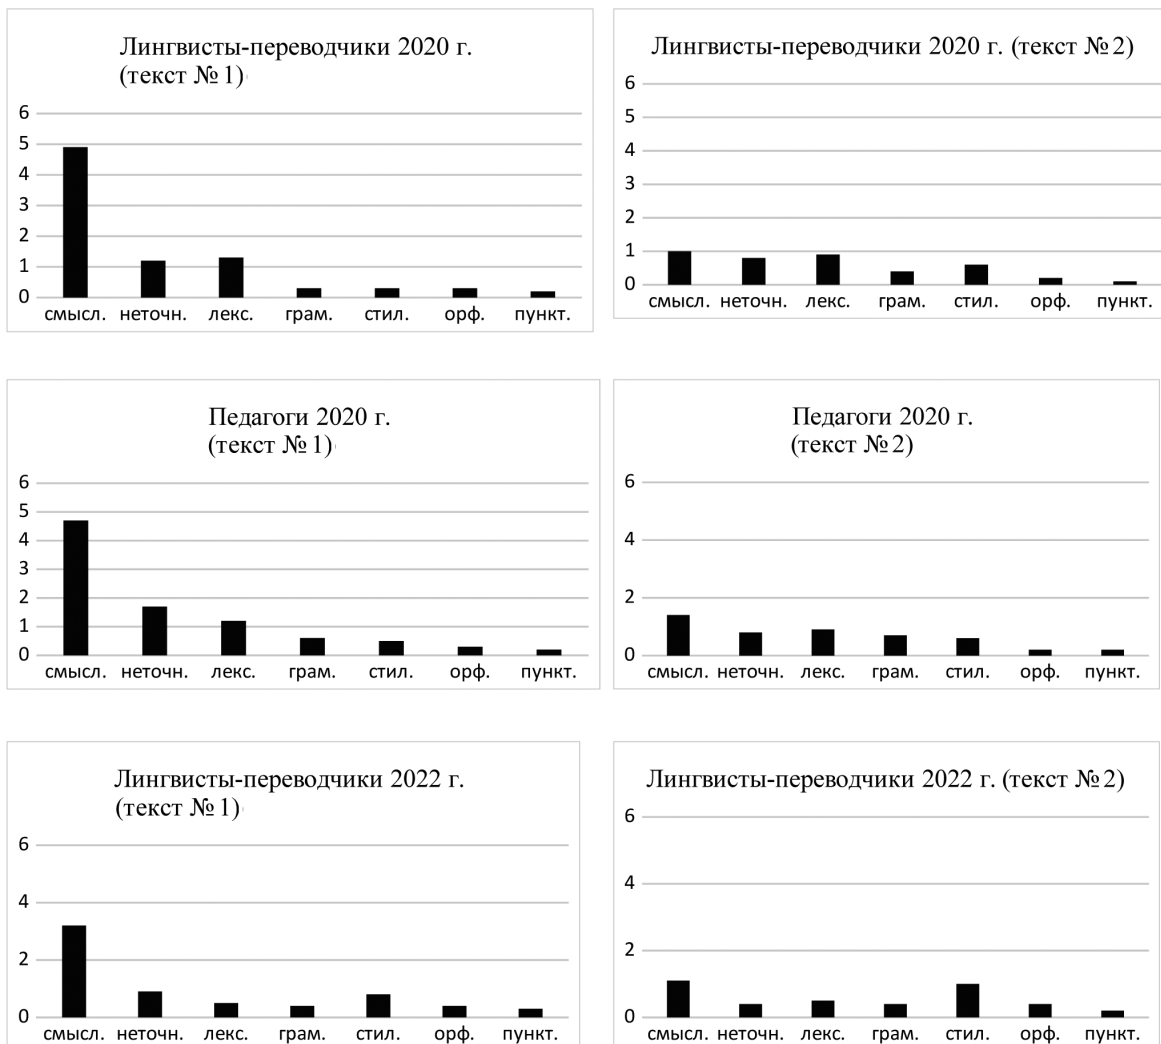 Лингвисты-переводчики 2020 г.
(текст № 1)
6
5
4
3
2
1
0
смысл. неточн. лекс. грам. стил. орф. пункт.
Лингвисты-переводчики 2020 г. (текст № 2)
6
5
4
3
2
1
0
смысл. неточн. лекс. грам. стил. орф. пункт.
Педагоги 2020 г.
(текст № 1)
6
5
4
3
2
1
0
смысл. неточн. лекс. грам. стил. орф. пункт.
Педагоги 2020 г.
(текст № 2)
6
4
2
0
смысл. неточн. лекс. грам. стил. орф. пункт.
Лингвисты-переводчики 2022 г.
(текст № 1)
6
4
2
0
смысл. неточн. лекс. грам. стил. орф. пункт.
Лингвисты-переводчики 2022 г. (текст № 2)
6
4
2
0
смысл. неточн. лекс. грам. стил. орф. пункт.